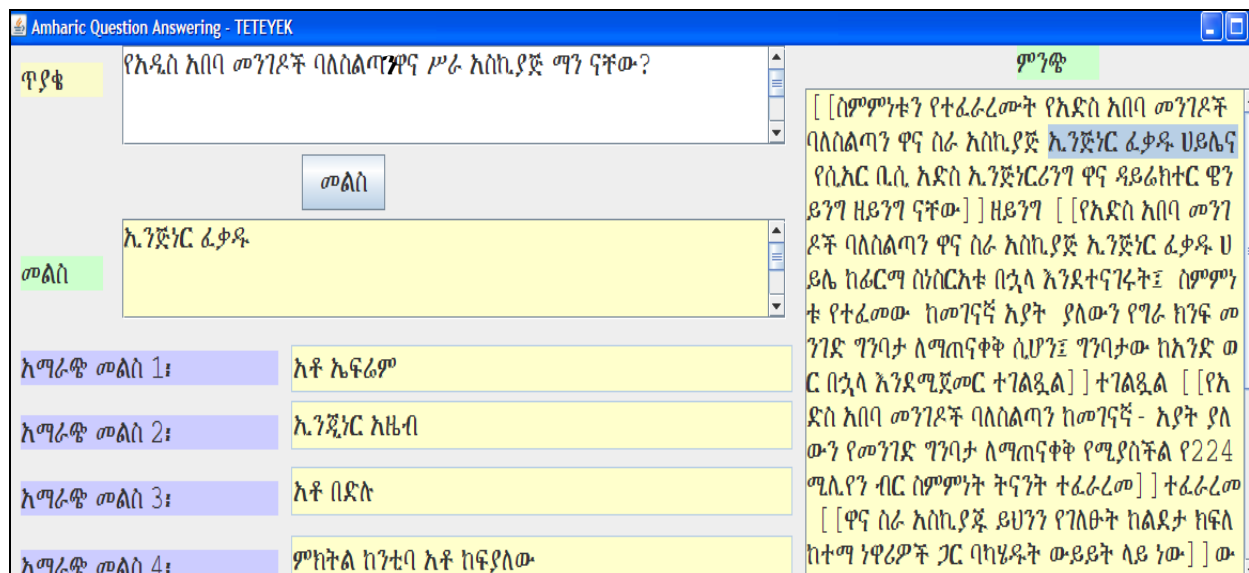 Amharic Question Answering - TETEYEK
ጥያቄ
የአዲስ አበባ መንገዶች ባለስልጣን ዋና ሥራ አስኪያጅ ማን ናቸው?
መልስ
መልስ
ኢንጅነር ፈቃዱ
አማራጭ መልስ 1፡
አቶ ኤፍሬም
አማራጭ መልስ 2፡
ኢንጂነር አዜብ
አማራጭ መልስ 3፡
አቶ በድሉ
አማራጭ መልስ 4፡
ምክትል ከንቲባ አቶ ከፍያለው
ምንጭ
[ [ስምምነቱን የተፈራረሙት የአድስ አበባ መንገዶች
ባለስልጣን ዋና ስራ አስኪያጅ ኢንጅነር ፈቃዱ ሀይሌና
የሲአር ቢሲ አድስ ኢንጅነርሪንግ ዋና ዳይሬክተር ዌን
ይንግ ዘይንግ ናቸው] ] ዘይንግ [ [የአድስ አበባ መንገ
ዶች ባለስልጣን ዋና ስራ አስኪያጅ ኢንጅነር ፈቃዱ ሀ
ይሌ ከፊርማ ስነስርአቱ በኋላ እንደተናገሩት፤ ስምምነ
ቱ የተፈመው ከመገናኛ አያት ያለውን የግራ ክንፍ መ
ንገድ ግንባታ ለማጠናቀቅ ሲሆን፤ ግንባታው ከአንድ ወ
ር በኋላ እንደሚጀመር ተገልጿል] ] ተገልጿል [ [የአ
ድስ አበባ መንገዶች ባለስልጣን ከመገናኛ - አያት ያለ
ውን የመንገድ ግንባታ ለማጠናቀቅ የሚያስችል የ224
ሚሊየን ብር ስምምነት ትናንት ተፈራረመ] ] ተፈራረመ
[ [ዋና ስራ አስኪያጁ ይህንን የገለፁት ከልደታ ክፍለ
ከተማ ነዋሪዎች ጋር ባካሄዱት ውይይት ላይ ነው] ] ው